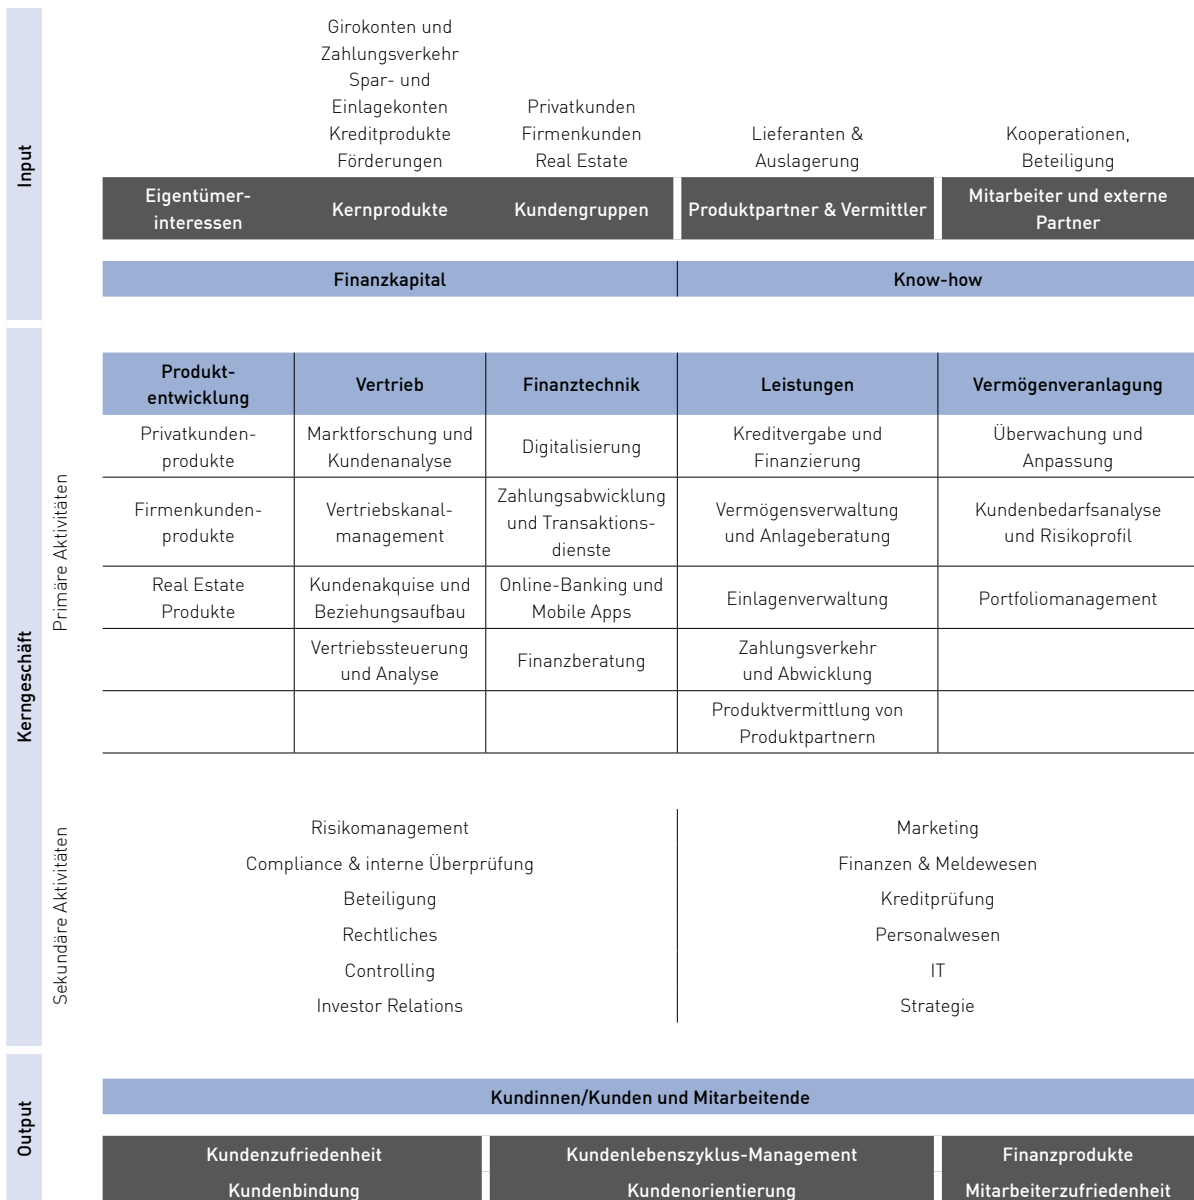 Input
Girokonten und
Zahlungsverkehr
Spar- und
Einlagekonten
Kreditprodukte
Förderungen
Privatkunden
Firmenkunden
Real Estate
Lieferanten &
Auslagerung
Kooperationen,
Beteiligung
Eigentümer-
interessen
Kernprodukte
Kundengruppen
Produktpartner & Vermittler
Mitarbeiter und externe
Partner
Finanzkapital
Know-how
Kerngeschäft
Primäre Aktivitäten
Produkt-
entwicklung
Vertrieb
Finanztechnik
Leistungen
Vermögenveranlagung
Privatkunden-
produkte
Marktforschung und
Kundenanalyse
Digitalisierung
Kreditvergabe und
Finanzierung
Überwachung und
Anpassung
Firmenkunden-
produkte
Vertriebskanal-
management
Zahlungsabwicklung
und Transaktions-
dienste
Vermögensverwaltung
und Anlageberatung
Kundenbedarfsanalyse
und Risikoprofil
Real Estate
Produkte
Kundenakquise und
Beziehungsaufbau
Online-Banking und
Mobile Apps
Einlagenverwaltung
Portfoliomanagement
Vertriebssteuerung
und Analyse
Finanzberatung
Zahlungsverkehr
und Abwicklung
Produktvermittlung von
Produktpartnern
Sekundäre Aktivitäten
Risikomanagement
Marketing
Compliance & interne Überprüfung
Finanzen & Meldewesen
Beteiligung
Kreditprüfung
Rechtliches
Personalwesen
Controlling
IT
Investor Relations
Strategie
Output
Kundinnen/Kunden und Mitarbeitende
Kundenzufriedenheit
Kundenlebenszyklus-Management
Finanzprodukte
Kundenbindung
Kundenorientierung
Mitarbeiterzufriedenheit